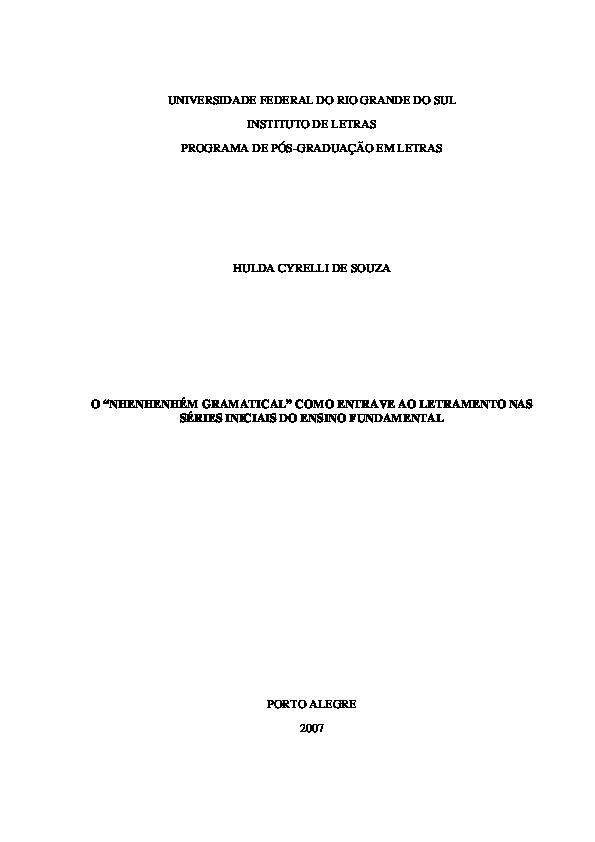 UNIVERSIDADE FEDERAL DO RIO GRANDE DO SUL
INSTITUTO DE LETRAS
PROGRAMA DE PÓS-GRADUAÇÃO EM LETRAS
HULDA CYRELLI DE SOUZA
O “NHENHENHÉM GRAMATICAL” COMO ENTRAVE AO LETRAMENTO NAS
SÉRIES INICIAIS DO ENSINO FUNDAMENTAL
PORTO ALEGRE
2007